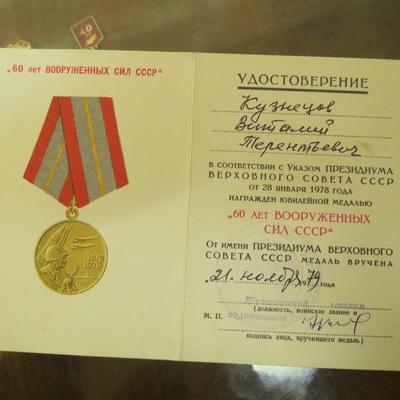 „60 лет ВООРУЖЕННЫХ СИЛ СССР“
1918
1978
УДОСТОВЕРЕНИЕ
Кузнецов
Виталий
Терентьевич
В СООТВЕТСТВИИ С УКАЗОМ ПРЕЗИДИУМА
ВЕРХОВНОГО СОВЕТА СССР
ОТ 28 ЯНВАРЯ 1978 ГОДА
НАГРАЖДЕН ЮБИЛЕЙНОЙ МЕДАЛЬЮ
„60 ЛЕТ ВООРУЖЕННЫХ
СИЛ СССР“
От имени ПРЕЗИДИУМА ВЕРХОВНОГО
СОВЕТА СССР МЕДАЛЬ ВРУЧЕНА
„21“ ноября 1979 года
(должность, воинское звание и
М. П.
подпись лица, вручившего медаль)